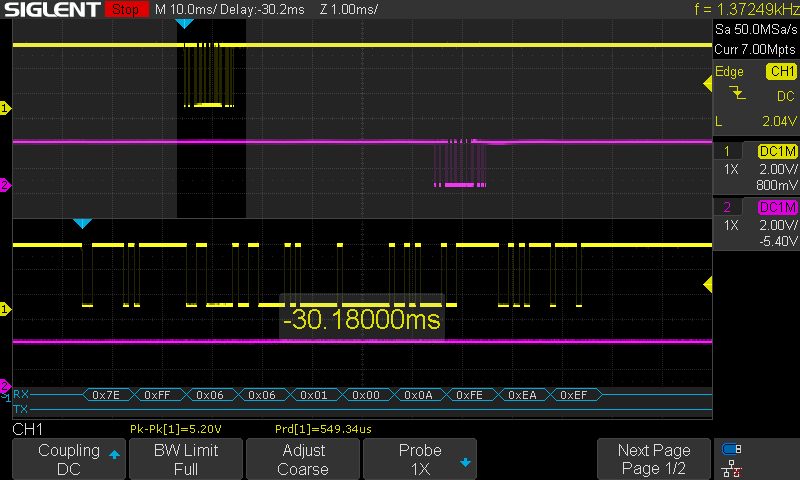 SIGLENT Stop M 10.0ms/ Delay:-30.2ms Z 1.00ms/ f = 1.37249kHz
Sa 50.0MSa/s
Curr 7.00Mpts
Edge CH1
DC
L 2.04V
1 DC1M
1X 2.00V/
800mV
2 DC1M
1X 2.00V/
-5.40V
1
2
1
-30.18000ms
2
S1 RX 0x7E 0xFF 0x06 0x06 0x01 0x00 0x0A 0xFE 0xEA 0xEF
TX
CH1 Pk-Pk[1]=5.20V Prd[1]=549.34us
Coupling BW Limit Adjust Probe Next Page
DC Full Coarse 1X Page 1/2